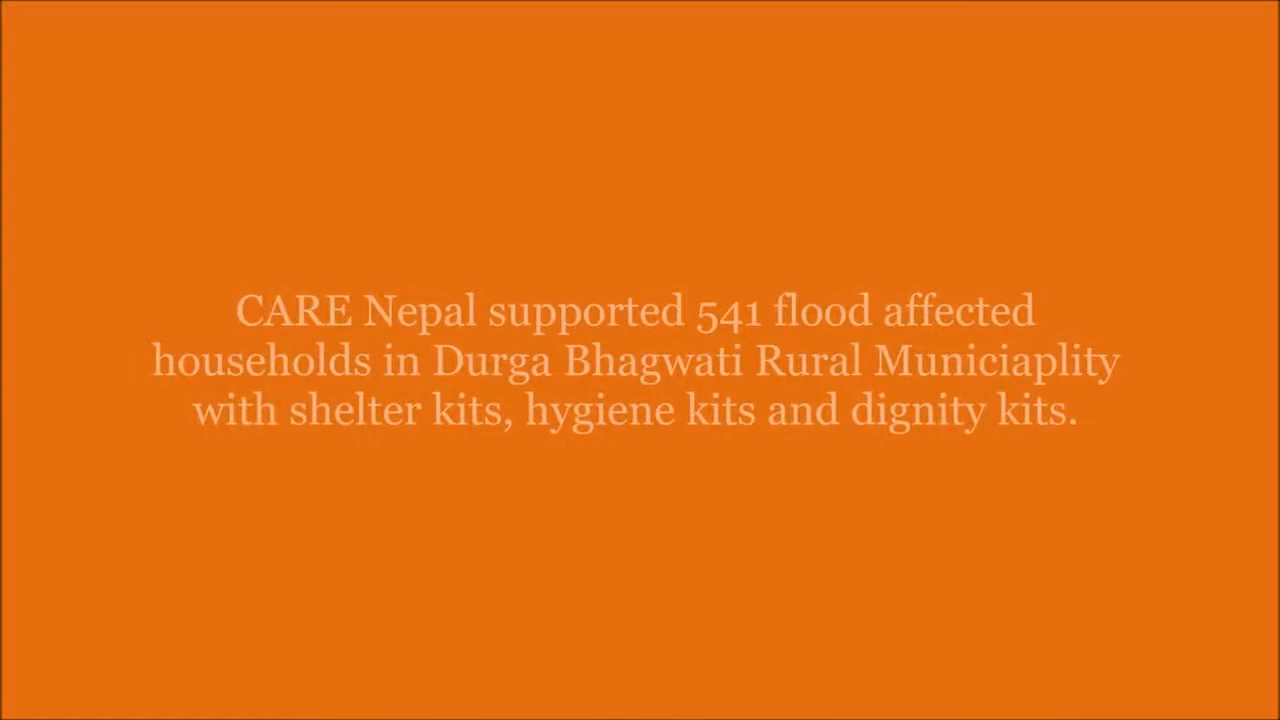 CARE Nepal supported 541 flood affected
households in Durga Bhagwati Rural Municiaplity
with shelter kits, hygiene kits and dignity kits.